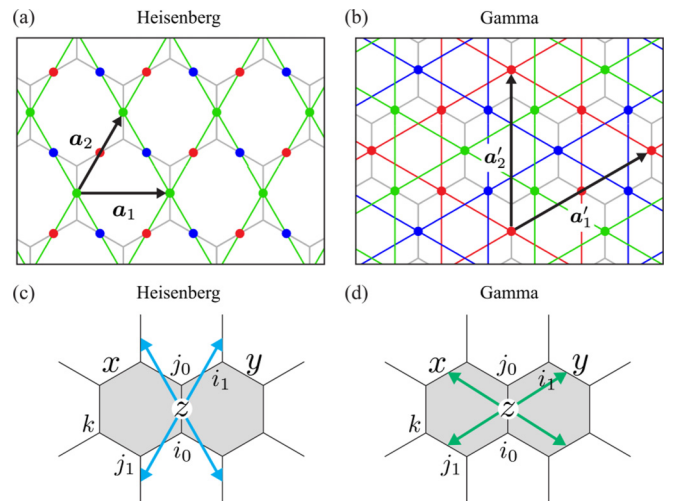 (a) Heisenberg
(b) Gamma
a₂
a₁
a′₂
a′₁
(c) Heisenberg
(d) Gamma
x j₀ y
i₁
k z
j₁ i₀
x j₀ y
i₁
k z
j₁ i₀